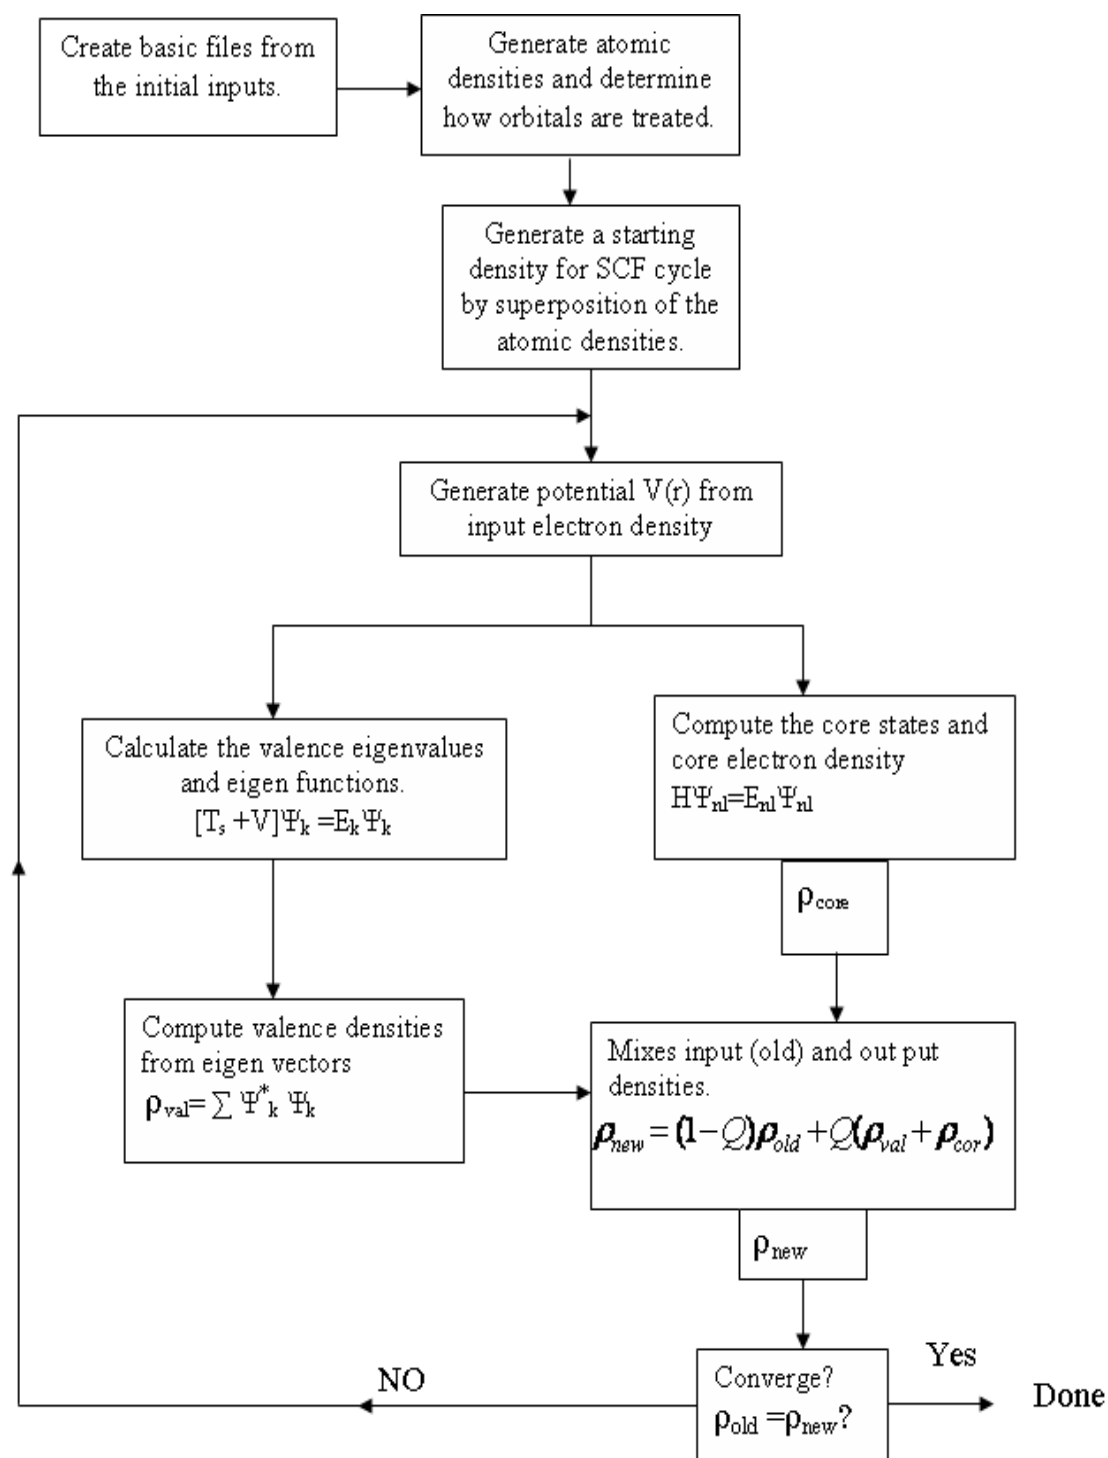 Create basic files from
the initial inputs.
Generate atomic
densities and determine
how orbitals are treated.
Generate a starting
density for SCF cycle
by superposition of the
atomic densities.
Generate potential V(r) from
input electron density
Calculate the valence eigenvalues
and eigen functions.
[Tₛ +V]Ψₖ =EₖΨₖ
Compute the core states and
core electron density
HΨₙₗ=EₙₗΨₙₗ
ρcore
Compute valence densities
from eigen vectors
ρval= ∑ Ψ*ₖ Ψₖ
Mixes input (old) and out put
densities.
ρnew = (1−Q)ρold + Q(ρval + ρcor)
ρnew
Converge?
ρold =ρnew?
NO
Yes
Done